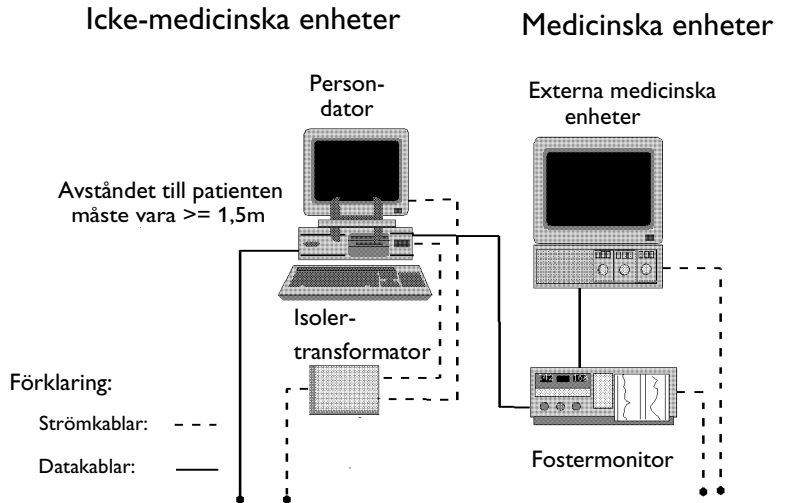 Icke-medicinska enheter
Medicinska enheter
Person-
dator
Externa medicinska
enheter
Avståndet till patienten
måste vara >= 1,5m
Isoler-
transformator
Förklaring:
Strömkablar:
Datakablar:
Fostermonitor